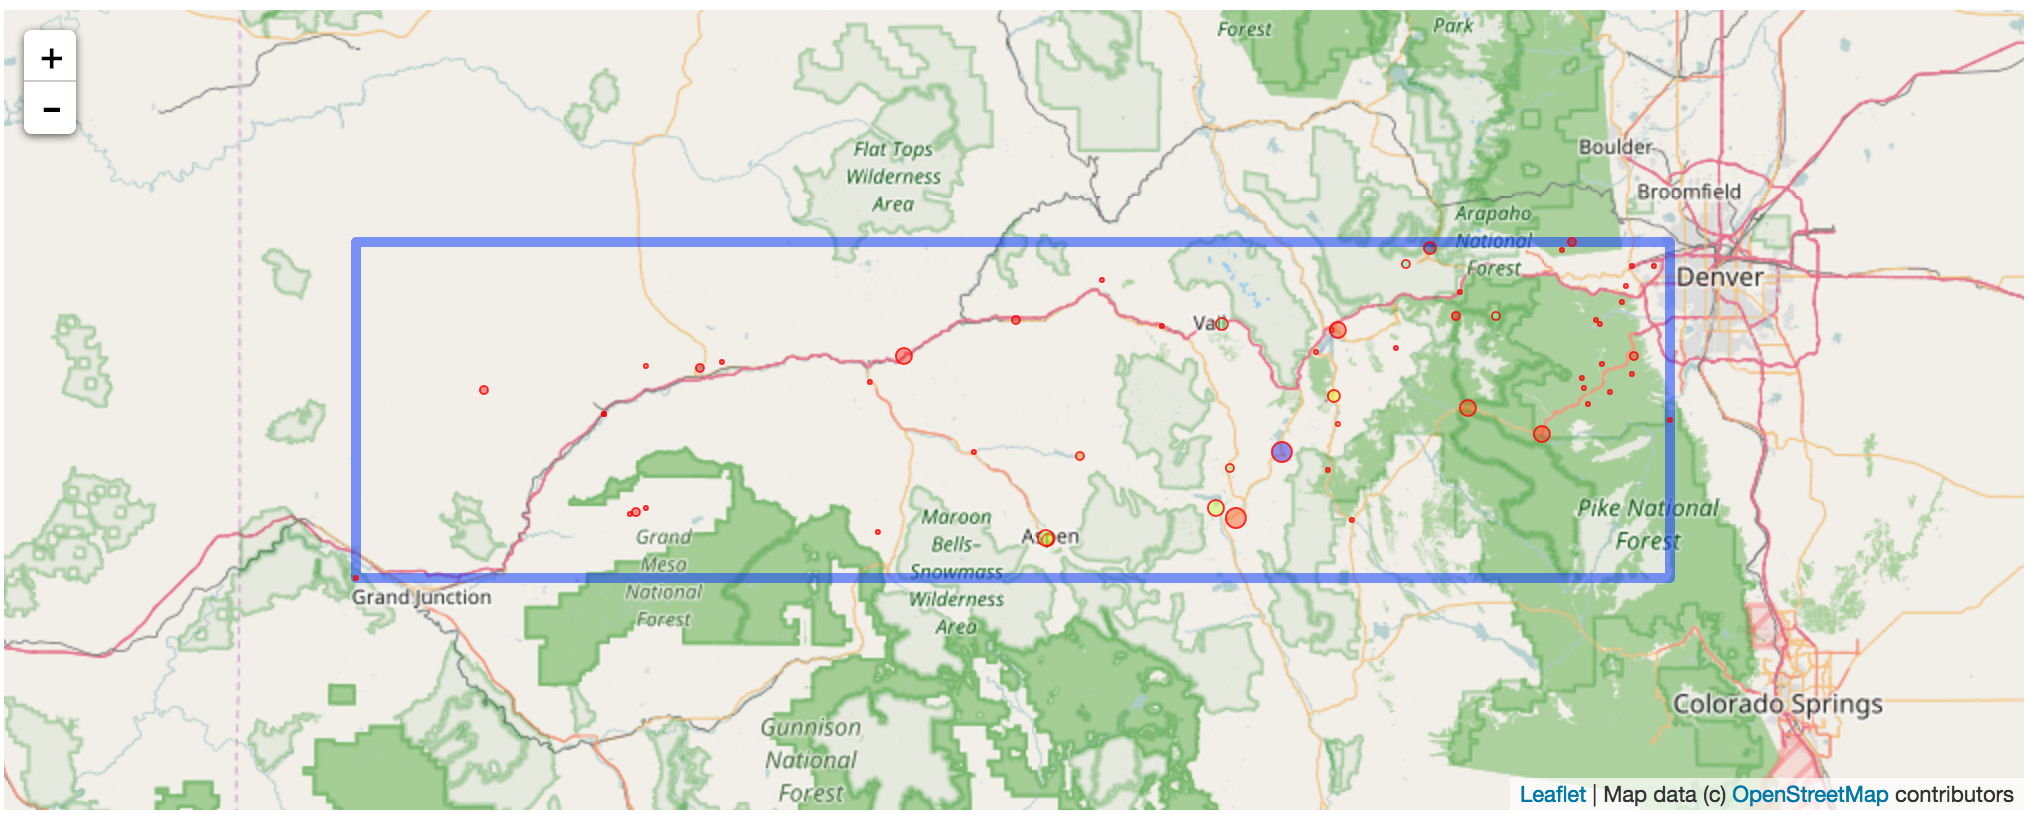 +
-
Forest
Park
Flat Tops
Wilderness
Area
Boulder
Broomfield
Arapaho
National
Forest
Denver
Vail
Grand
Mesa
National
Forest
Maroon
Bells–
Snowmass
Wilderness
Area
Aspen
Pike National
Forest
Grand Junction
Gunnison
National
Forest
Colorado Springs
Leaflet | Map data (c) OpenStreetMap contributors